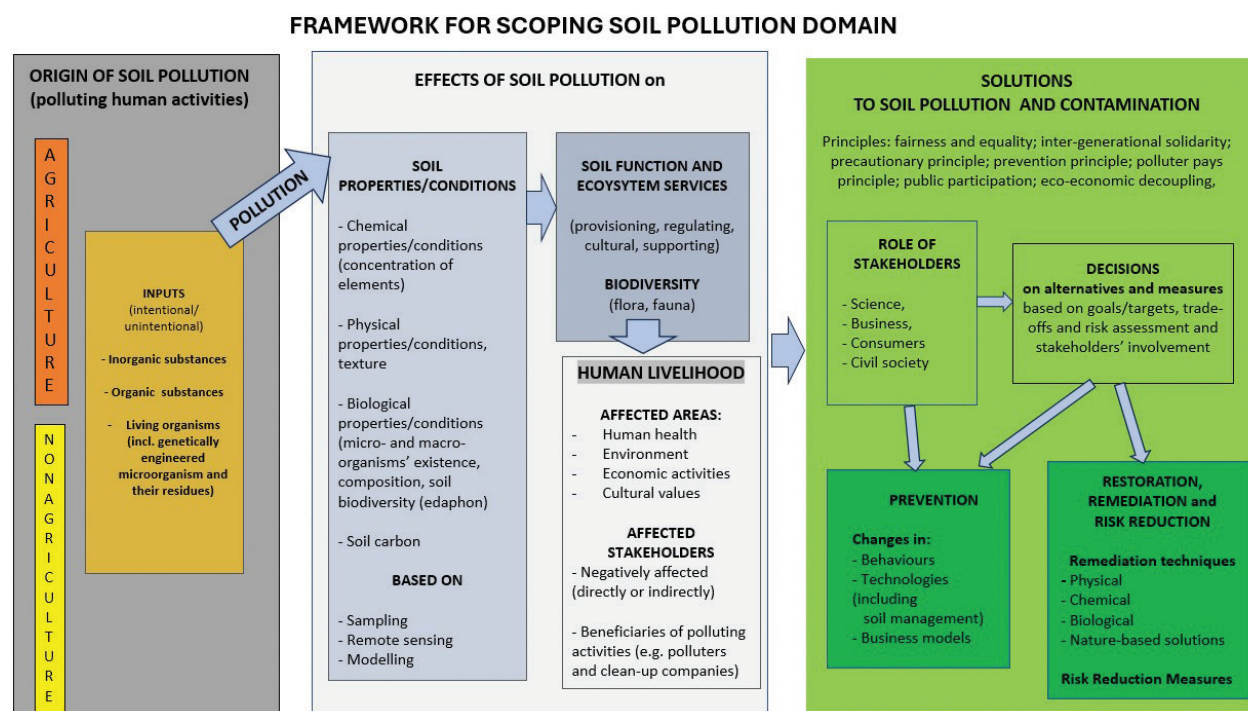 FRAMEWORK FOR SCOPING SOIL POLLUTION DOMAIN
ORIGIN OF SOIL POLLUTION
(polluting human activities)
AGRICULTURE
NONAGRICULTURE
INPUTS
(intentional/
unintentional)
- Inorganic substances
- Organic substances
- Living organisms
(incl. genetically
engineered
microorganism and
their residues)
POLLUTION
EFFECTS OF SOIL POLLUTION on
SOIL
PROPERTIES/CONDITIONS
- Chemical
properties/conditions
(concentration of
elements)
- Physical
properties/conditions,
texture
- Biological
properties/conditions
(micro- and macro-
organisms’ existence,
composition, soil
biodiversity (edaphon)
- Soil carbon
BASED ON
- Sampling
- Remote sensing
- Modelling
SOIL FUNCTION AND
ECOSYTEM SERVICES
(provisioning, regulating,
cultural, supporting)
BIODIVERSITY
(flora, fauna)
HUMAN LIVELIHOOD
AFFECTED AREAS:
- Human health
- Environment
- Economic activities
- Cultural values
AFFECTED
STAKEHOLDERS
- Negatively affected
(directly or indirectly)
- Beneficiaries of polluting
activities (e.g. polluters
and clean-up companies)
SOLUTIONS
TO SOIL POLLUTION AND CONTAMINATION
Principles: fairness and equality; inter-generational solidarity;
precautionary principle; prevention principle; polluter pays
principle; public participation; eco-economic decoupling,
ROLE OF
STAKEHOLDERS
- Science,
- Business,
- Consumers
- Civil society
DECISIONS
on alternatives and measures
based on goals/targets, trade-
offs and risk assessment and
stakeholders’ involvement
PREVENTION
Changes in:
- Behaviours
- Technologies
(including
soil management)
- Business models
RESTORATION,
REMEDIATION and
RISK REDUCTION
Remediation techniques
- Physical
- Chemical
- Biological
- Nature-based solutions
Risk Reduction Measures